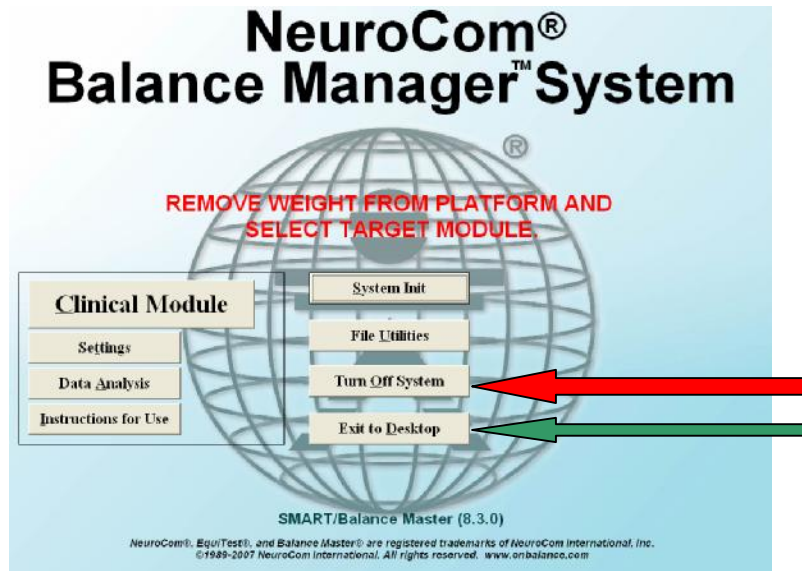 NeuroCom®
Balance Manager™ System
®
REMOVE WEIGHT FROM PLATFORM AND
SELECT TARGET MODULE.
Clinical Module
Settings
Data Analysis
Instructions for Use
System Init
File Utilities
Turn Off System
Exit to Desktop
SMART/Balance Master (8.3.0)
NeuroCom®, EquiTest®, and Balance Master® are registered trademarks of NeuroCom International, Inc.
©1989-2007 NeuroCom International. All rights reserved. www.onbalance.com